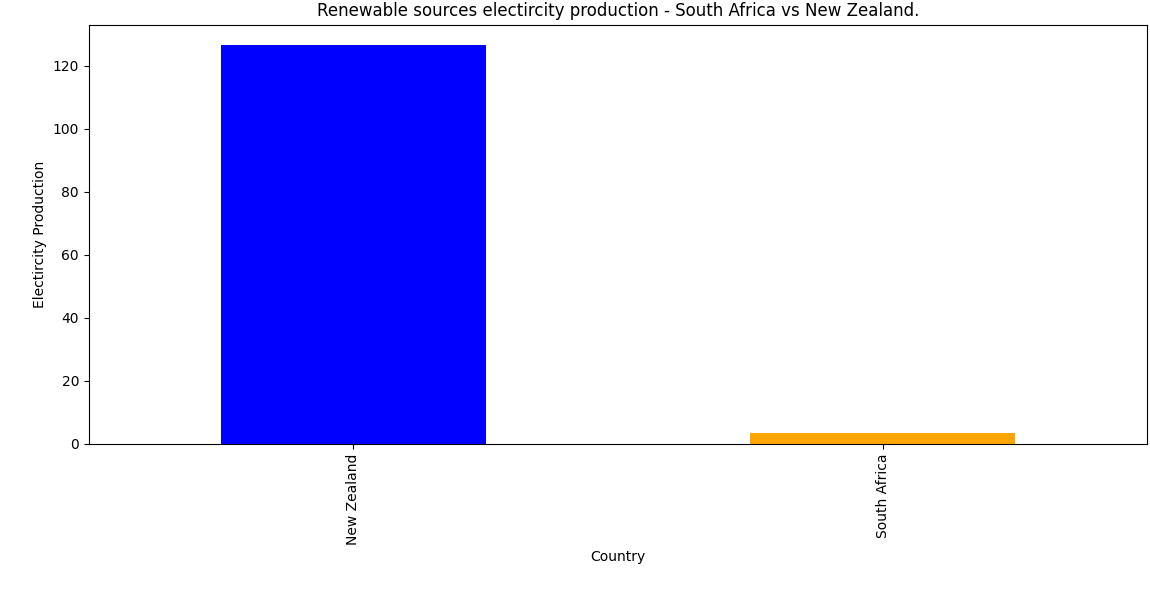 Renewable sources electircity production - South Africa vs New Zealand.
120
100
80
60
40
20
0
Electircity Production
New Zealand
South Africa
Country